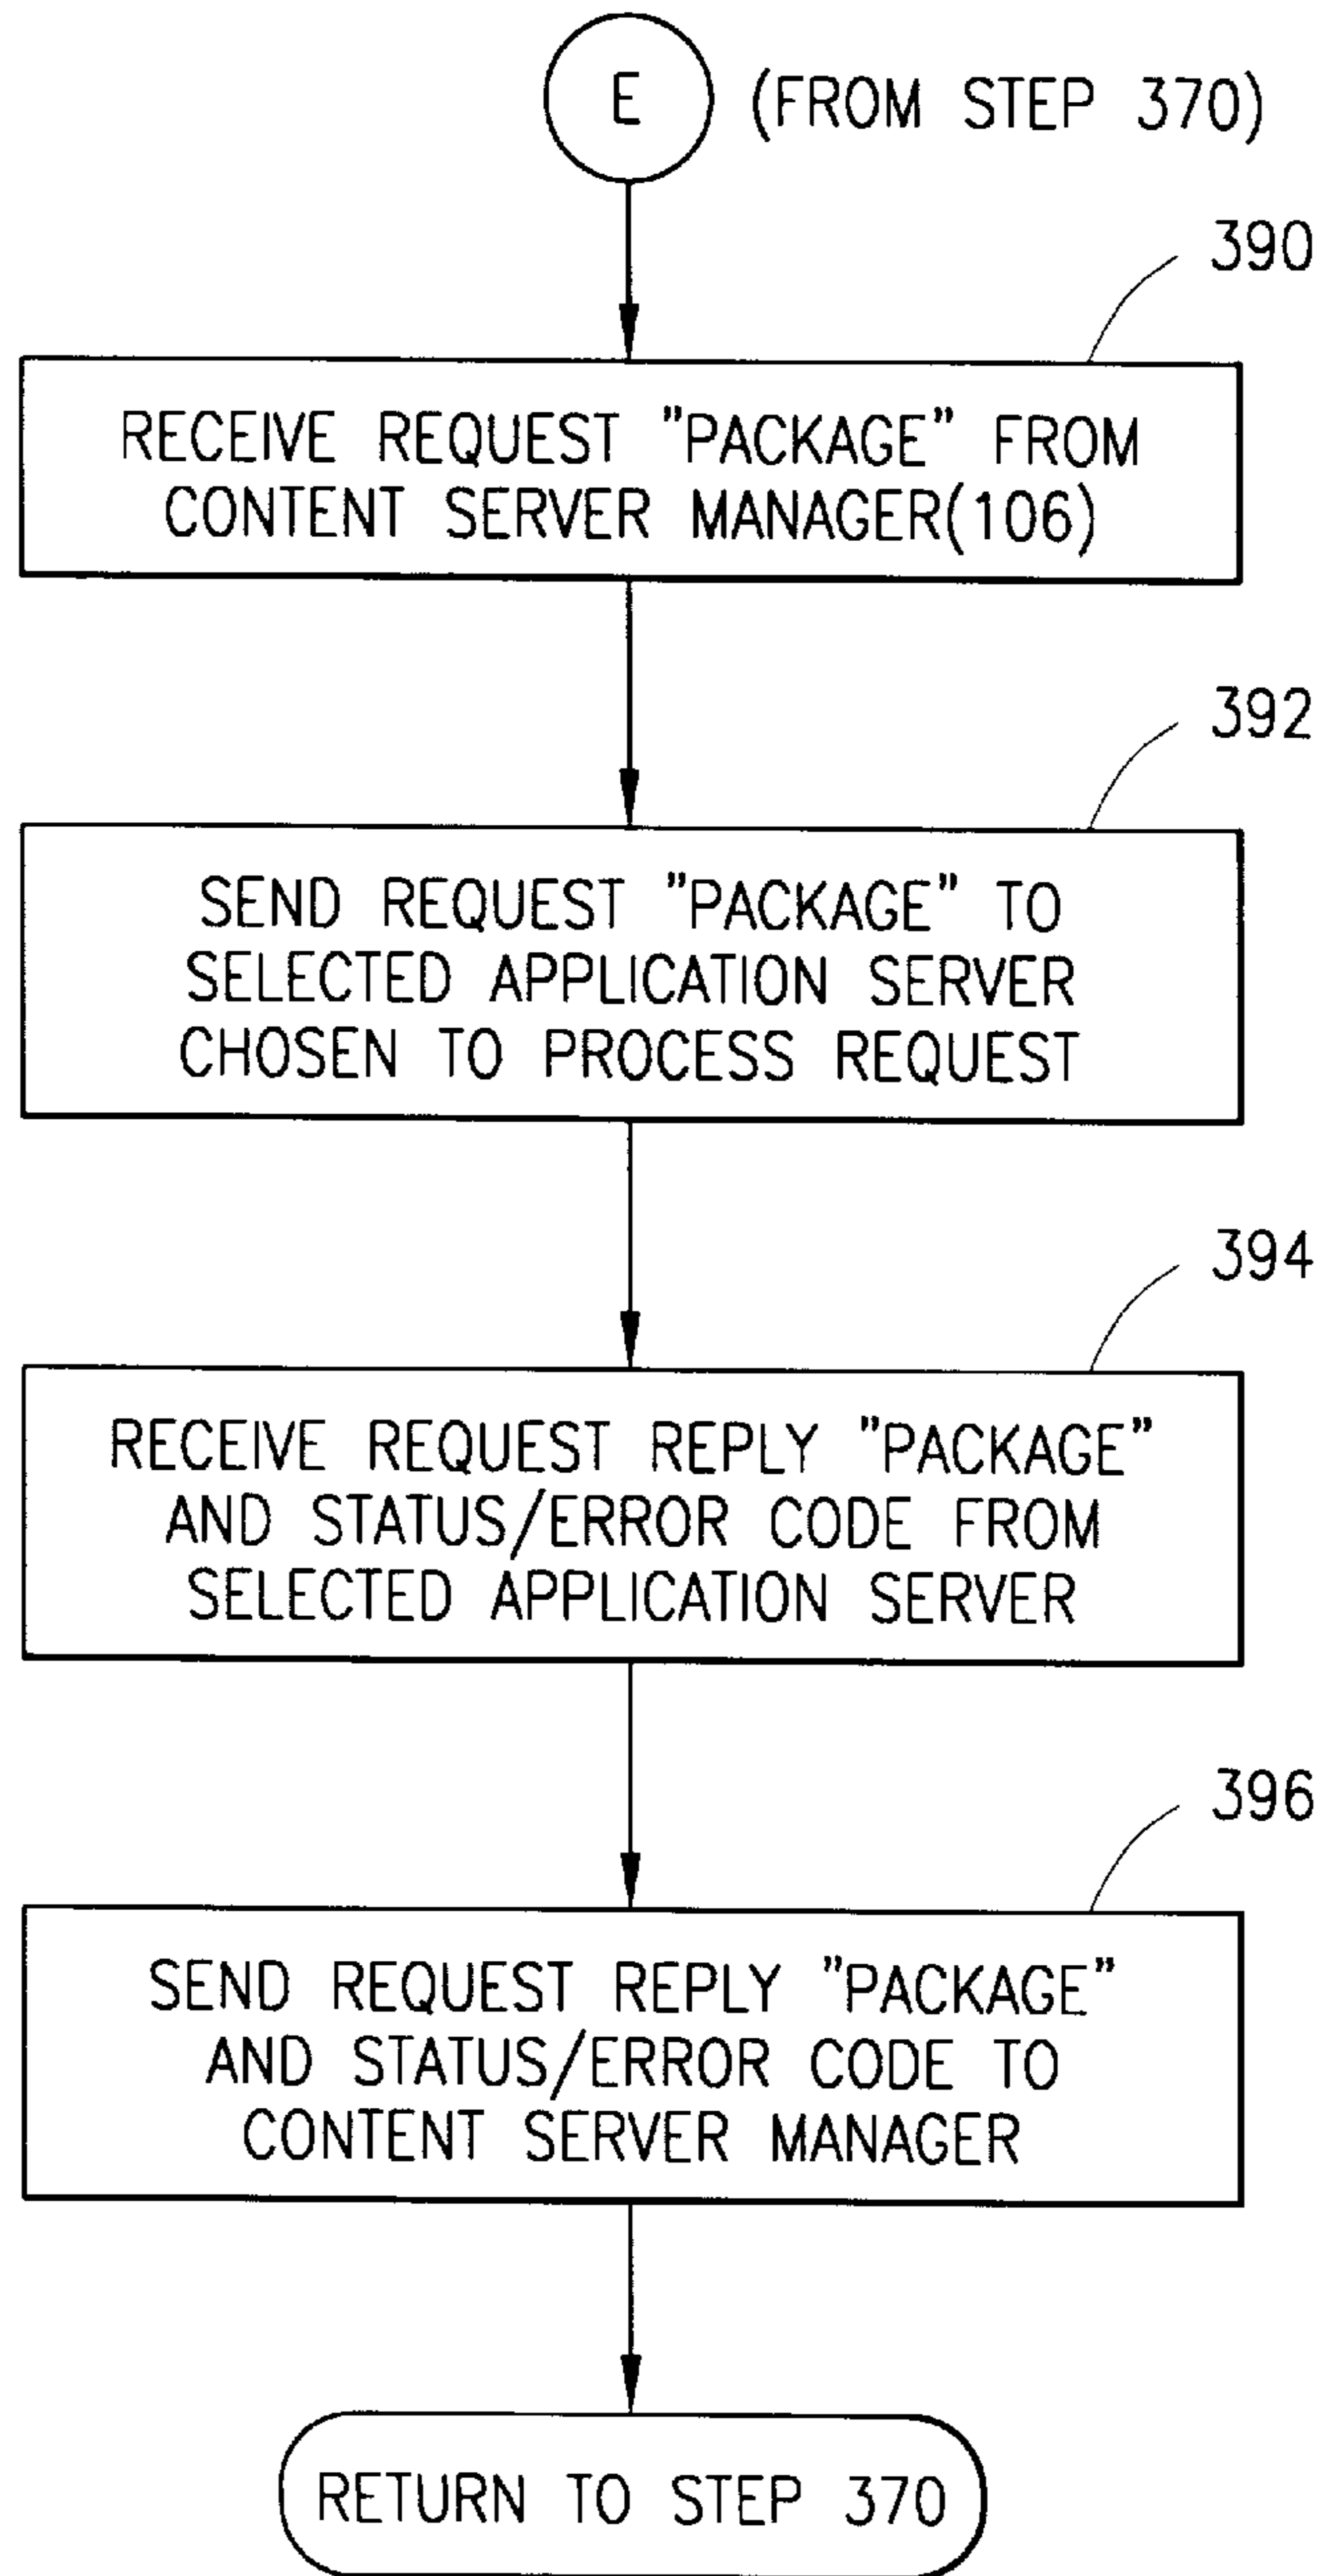 E (FROM STEP 370)
390
RECEIVE REQUEST "PACKAGE" FROM
CONTENT SERVER MANAGER(106)
392
SEND REQUEST "PACKAGE" TO
SELECTED APPLICATION SERVER
CHOSEN TO PROCESS REQUEST
394
RECEIVE REQUEST REPLY "PACKAGE"
AND STATUS/ERROR CODE FROM
SELECTED APPLICATION SERVER
396
SEND REQUEST REPLY "PACKAGE"
AND STATUS/ERROR CODE TO
CONTENT SERVER MANAGER
RETURN TO STEP 370